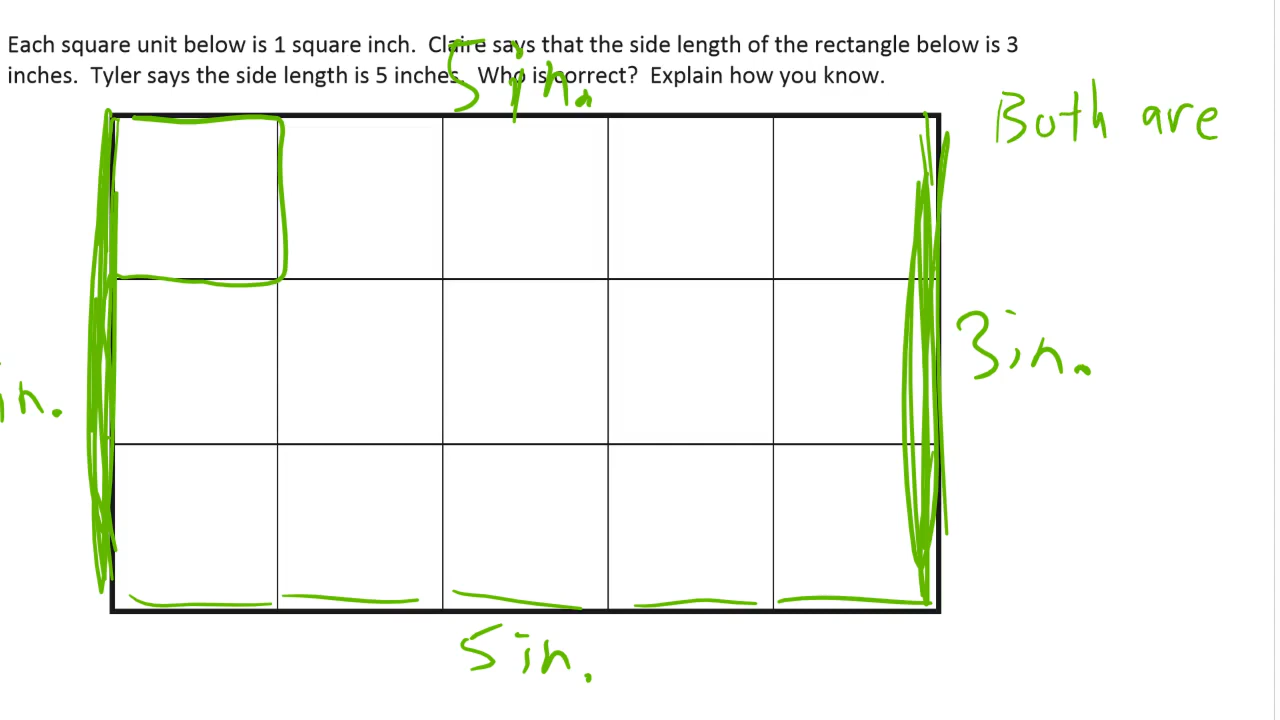 Each square unit below is 1 square inch.  Claire says that the side length of the rectangle below is 3
inches.  Tyler says the side length is 5 inches.  Who is correct?  Explain how you know.
5 in.
Both are
3 in.
in.
5 in.